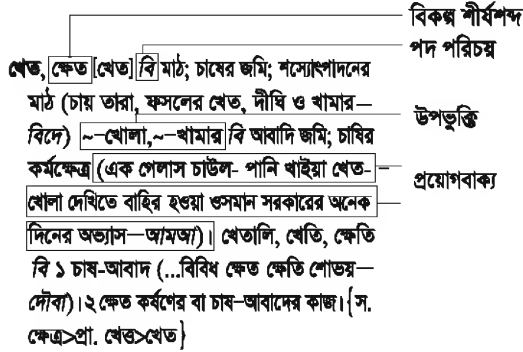 বিকল্প শীর্ষশব্দ
পদ পরিচয়
খেত, ক্ষেত [খেত্] বি মাঠ; চাষের জমি; শস্যোৎপাদনের
মাঠ (চায় তারা, ফসলের খেত, দীঘি ও খামার—
বিদে) ~-খোলা,~-খামার বি আবাদি জমি; চাষির
উপভুক্তি
কর্মক্ষেত্র (এক গেলাস চাউল- পানি খাইয়া খেত-
প্রয়োগবাক্য
খোলা দেখিতে বাহির হওয়া ওসমান সরকারের অনেক
দিনের অভ্যাস—আমআ)। খেতালি, খেতি, ক্ষেতি
বি ১ চাষ-আবাদ (...বিবিধ ক্ষেত ক্ষেতি শোভয়—
দৌবা)। ২ ক্ষেত কর্ষণের বা চাষ-আবাদের কাজ। {স.
ক্ষেত্র>প্রা. খেত্ত>খেত}